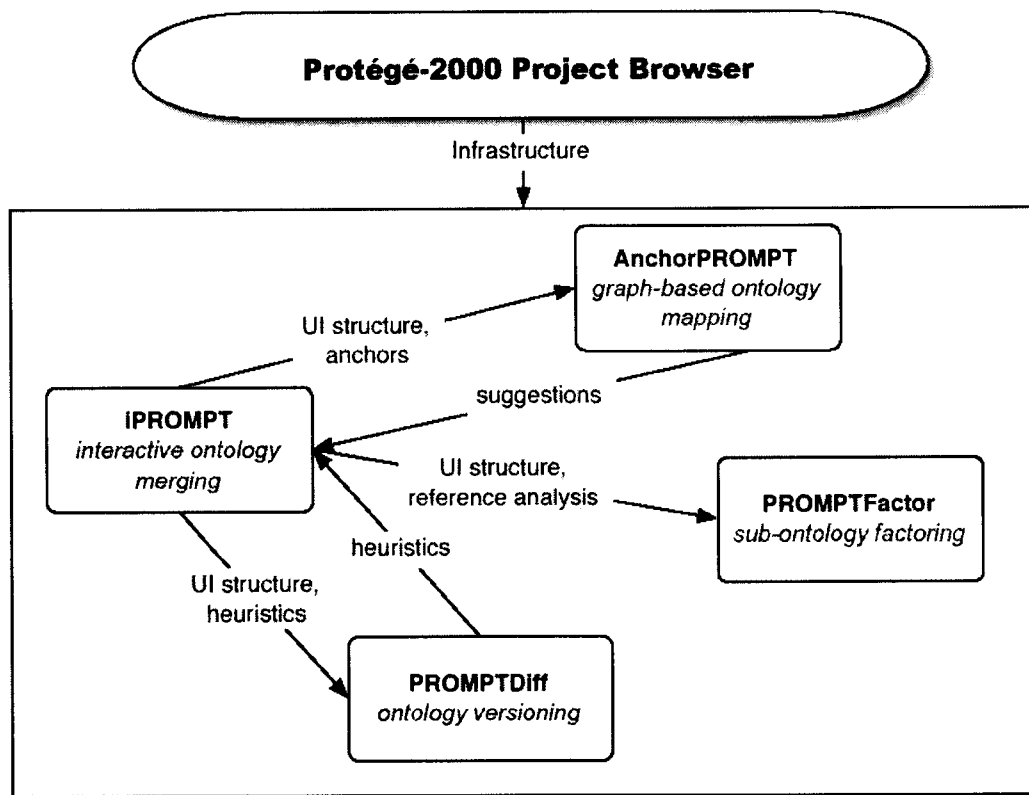 Protégé-2000 Project Browser
Infrastructure
AnchorPROMPT
graph-based ontology
mapping
UI structure,
anchors
suggestions
iPROMPT
interactive ontology
merging
UI structure,
reference analysis
PROMPTFactor
sub-ontology factoring
heuristics
UI structure,
heuristics
PROMPTDiff
ontology versioning